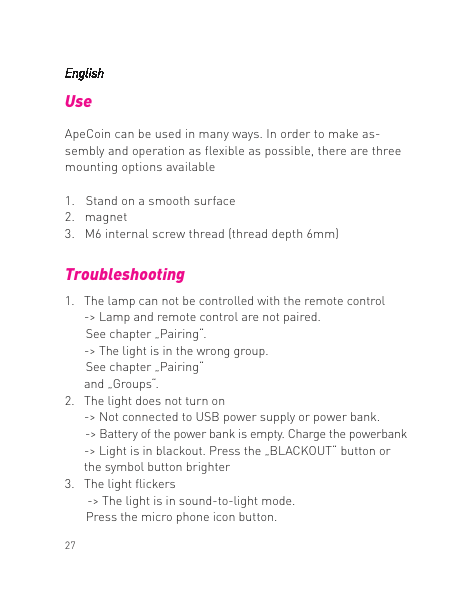 English
Use
ApeCoin can be used in many ways. In order to make as-
sembly and operation as flexible as possible, there are three
mounting options available
1. Stand on a smooth surface
2. magnet
3. M6 internal screw thread (thread depth 6mm)
Troubleshooting
1. The lamp can not be controlled with the remote control
-> Lamp and remote control are not paired.
See chapter „Pairing“.
-> The light is in the wrong group.
See chapter „Pairing“
and „Groups“.
2. The light does not turn on
-> Not connected to USB power supply or power bank.
-> Battery of the power bank is empty. Charge the powerbank
-> Light is in blackout. Press the „BLACKOUT“ button or
the symbol button brighter
3. The light flickers
-> The light is in sound-to-light mode.
Press the micro phone icon button.
27